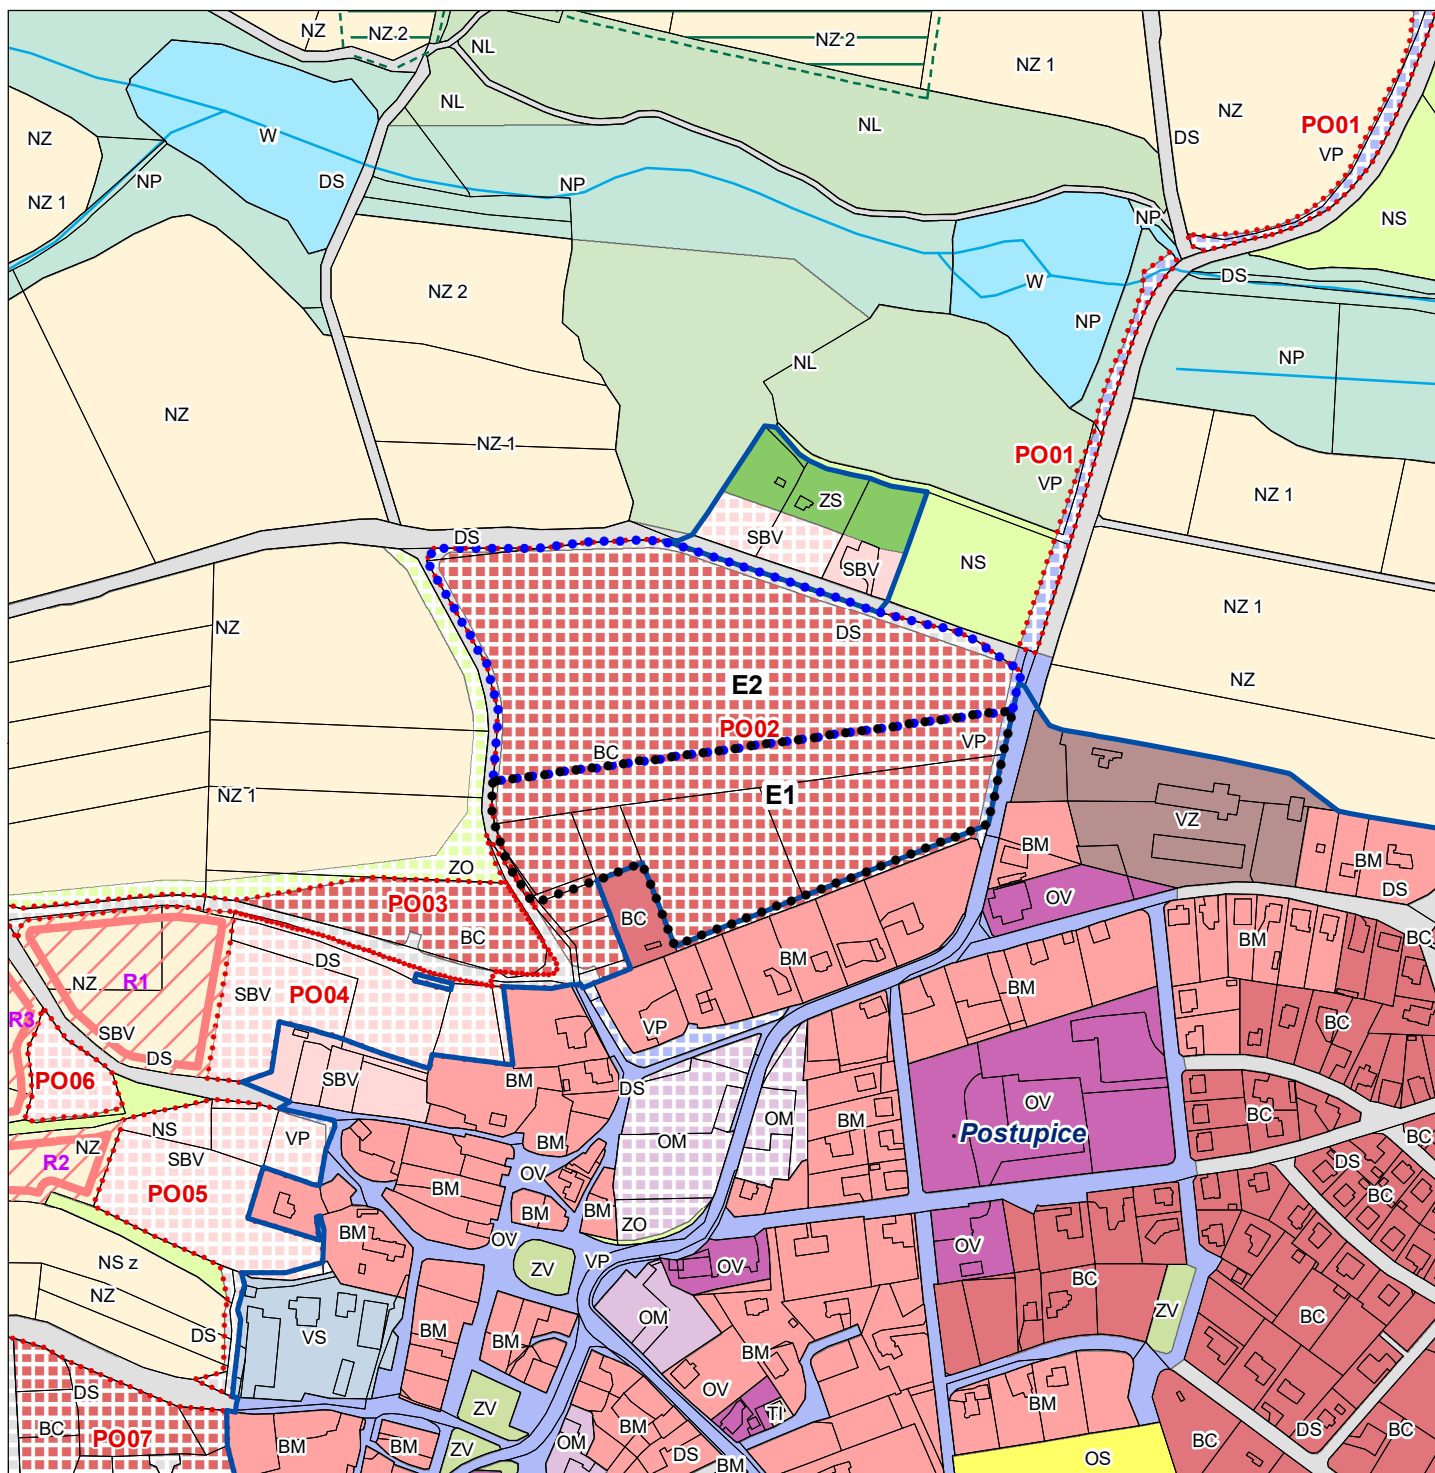 NZ
NZ 2
NL
NZ 2
NZ 1
NL
NZ
PO01
VP
NL
DS
W
NZ
NP
DS
NP
NZ 1
NP
NS
DS
NZ 2
W
NP
NP
NL
NZ
NZ 1
PO01
VP
NZ 1
ZS
DS
SBV
SBV
NS
NZ 1
NZ
DS
NZ
E2
PO02
VP
BC
E1
NZ 1
VZ
BM
BM
ZO
DS
OV
PO03
BC
BC
BM
BC
BM
DS
BM
NZ
R1
SBV
PO04
R3
BC
SBV
VP
DS
PO06
SBV
BM
DS
OV
BC
OM
OM
BM
NS
VP
Postupice
BC
NZ
BM
R2
SBV
DS
OV
BM
BC
PO05
BM
BM
ZO
BM
OV
OV
NS z
VP
ZV
OV
BC
NZ
ZV
DS
VS
BM
BM
OM
BC
BM
OV
DS
BM
ZV
TI
BC
BM
DS
BC
PO07
BM
BM
ZV
OM
DS
BM
OS
BC